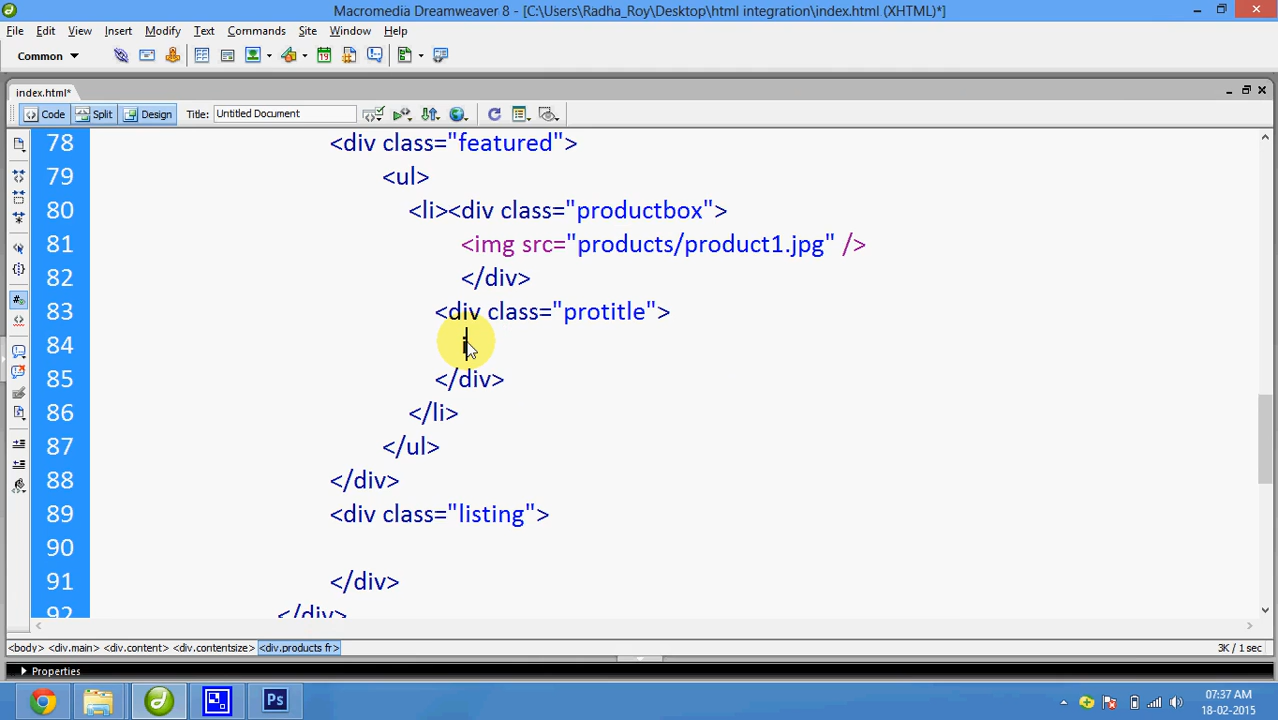 Macromedia Dreamweaver 8 - [C:\Users\Radha_Roy\Desktop\html integration\index.html (XHTML)*]
File Edit View Insert Modify Text Commands Site Window Help
Common
index.html*
Code Split Design Title: Untitled Document
78 <div class="featured">
79 <ul>
80 <li><div class="productbox">
81 <img src="products/product1.jpg" />
82 </div>
83 <div class="protitle">
84 i
85 </div>
86 </li>
87 </ul>
88 </div>
89 <div class="listing">
90
91 </div>
92 </div>
<body> <div.main> <div.content> <div.contentsize> <div.products fr> 3K / 1 sec
Properties
Ps
07:37 AM
18-02-2015